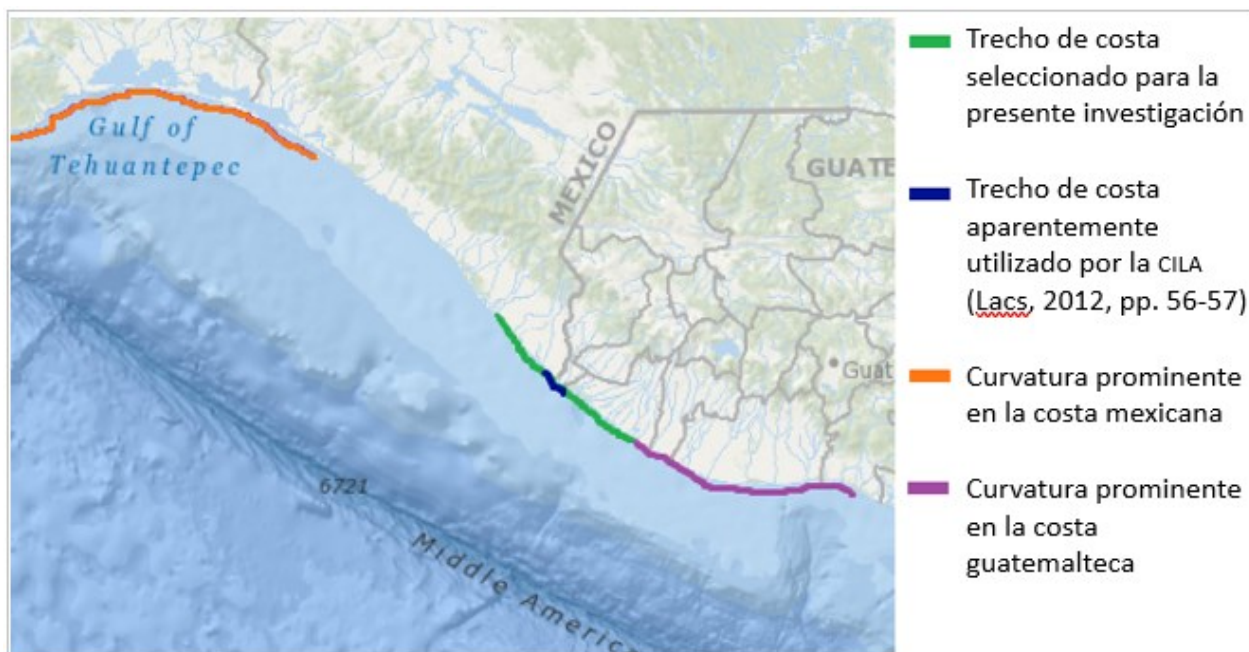 Gulf of
Tehuantepec
MEXICO
GUATE
Guat
6721
Middle Americ
Trecho de costa
seleccionado para la
presente investigación
Trecho de costa
aparentemente
utilizado por la CILA
(Lacs, 2012, pp. 56-57)
Curvatura prominente
en la costa mexicana
Curvatura prominente
en la costa
guatemalteca